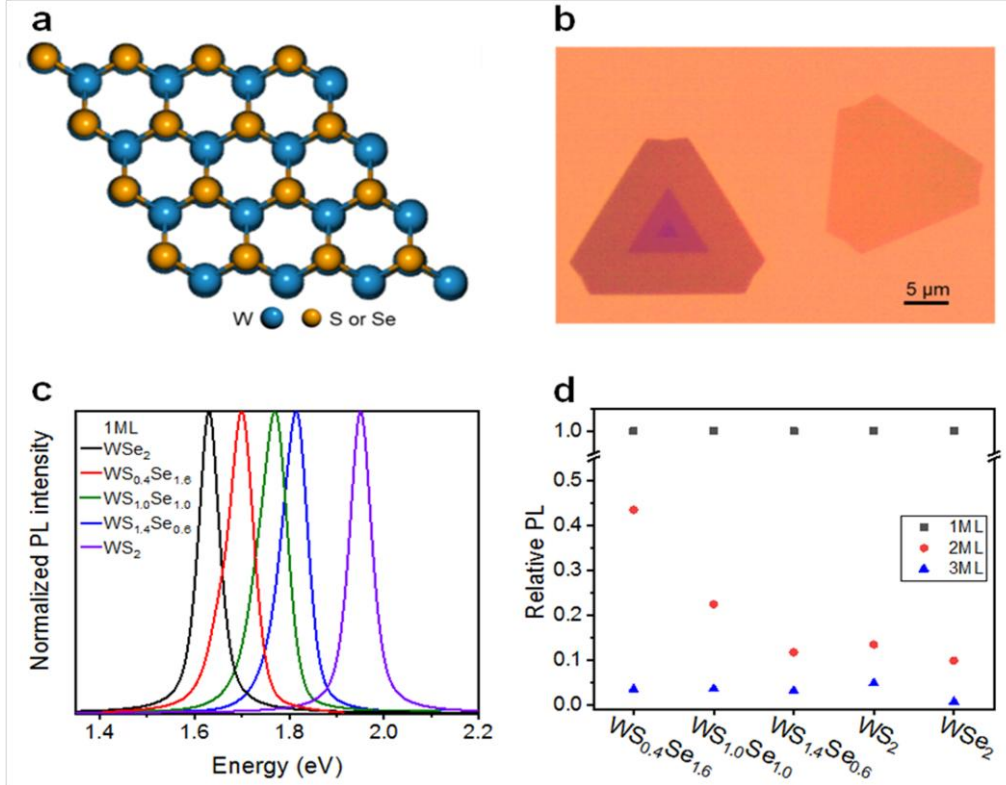 a
W S or Se
b
5 µm
c
Normalized PL intensity
1ML
WSe₂
WS₀.₄Se₁.₆
WS₁.₀Se₁.₀
WS₁.₄Se₀.₆
WS₂
1.4 1.6 1.8 2.0 2.2
Energy (eV)
d
Relative PL
1.0
0.5
0.4
0.3
0.2
0.1
0.0
1ML
2ML
3ML
WS₀.₄Se₁.₆ WS₁.₀Se₁.₀ WS₁.₄Se₀.₆ WS₂ WSe₂